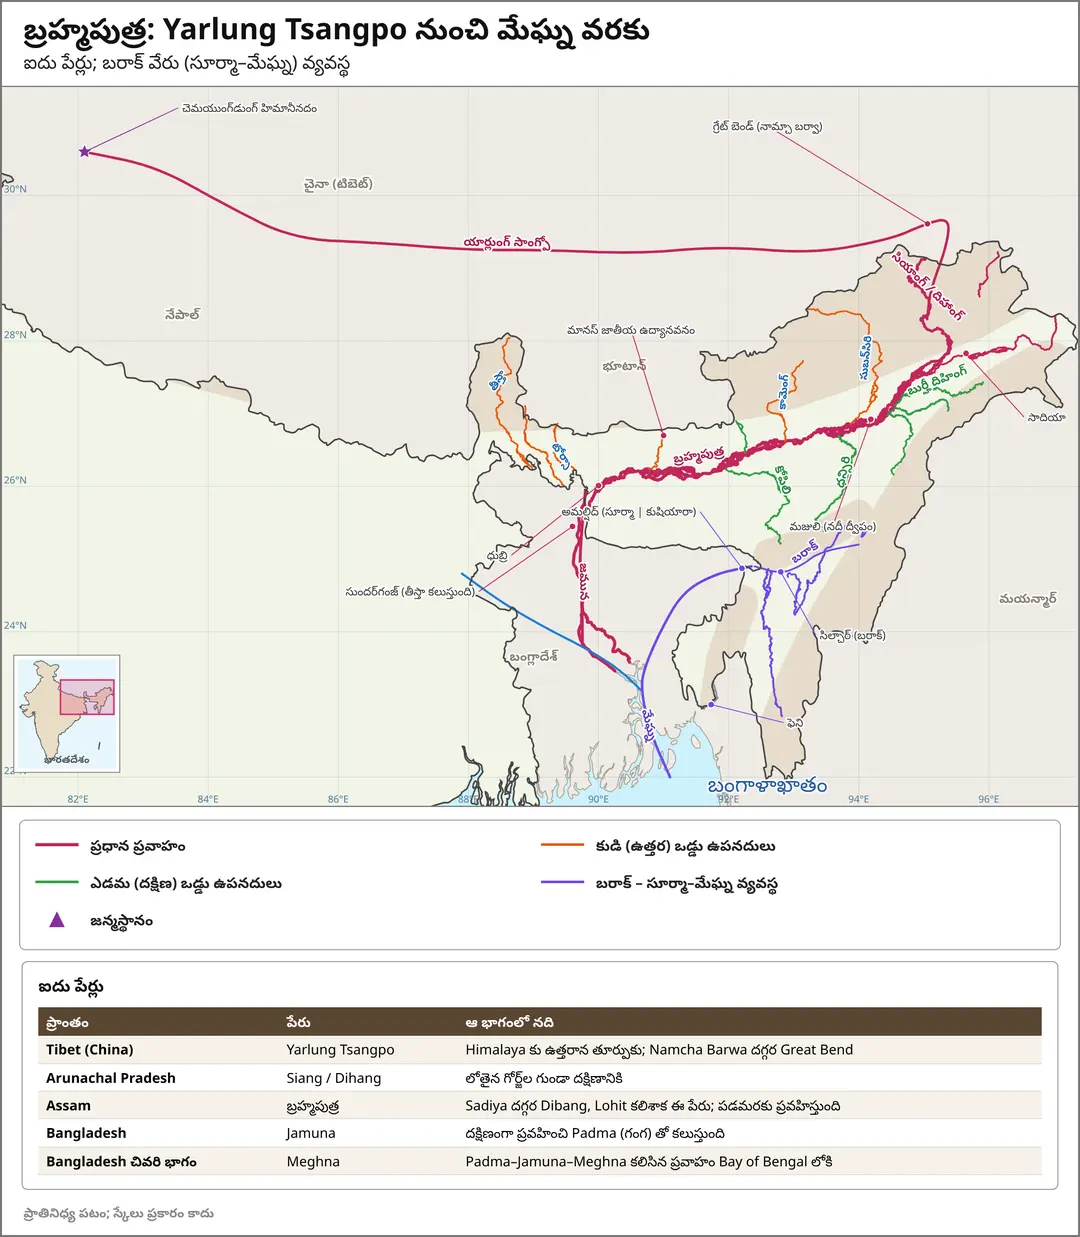 బ్రహ్మపుత్ర: Yarlung Tsangpo నుంచి మేఘ్న వరకు
ఐదు పేర్లు; బరాక్ వేరు (సూర్మా–మేఘ్న) వ్యవస్థ
చెమయుంగ్‌డుంగ్ హిమానీనదం
గ్రేట్ బెండ్ (నామ్చా బర్వా)
చైనా (టిబెట్)
30°N
యార్లుంగ్ సాంగ్పో
సియాంగ్ / దిహాంగ్
నేపాల్
28°N
మానస్ జాతీయ ఉద్యానవనం
భూటాన్
సుబన్‌సిరి
తీస్తా
కామెంగ్
బుర్హీ దిహింగ్
సాదియా
తోర్సా
బ్రహ్మపుత్ర
కోపిలి
ధన్సిరి
26°N
అమల్షిద్ (సూర్మా | కుషియారా)
మజులి (నదీ ద్వీపం)
ధుబ్రి
బరాక్
జమున
సుందర్‌గంజ్ (తీస్తా కలుస్తుంది)
మయన్మార్
24°N
సిల్చార్ (బరాక్)
బంగ్లాదేశ్
మేఘ్న
ఫెని
భారతదేశం
22°N
బంగాళాఖాతం
82°E
84°E
86°E
88°E
90°E
92°E
94°E
96°E
ప్రధాన ప్రవాహం
కుడి (ఉత్తర) ఒడ్డు ఉపనదులు
ఎడమ (దక్షిణ) ఒడ్డు ఉపనదులు
బరాక్ – సూర్మా–మేఘ్న వ్యవస్థ
జన్మస్థానం
ఐదు పేర్లు
ప్రాంతం పేరు ఆ భాగంలో నది
Tibet (China) Yarlung Tsangpo Himalaya కు ఉత్తరాన తూర్పుకు; Namcha Barwa దగ్గర Great Bend
Arunachal Pradesh Siang / Dihang లోతైన గోర్జ్‌ల గుండా దక్షిణానికి
Assam బ్రహ్మపుత్ర Sadiya దగ్గర Dibang, Lohit కలిశాక ఈ పేరు; పడమరకు ప్రవహిస్తుంది
Bangladesh Jamuna దక్షిణంగా ప్రవహించి Padma (గంగ) తో కలుస్తుంది
Bangladesh చివరి భాగం Meghna Padma–Jamuna–Meghna కలిసిన ప్రవాహం Bay of Bengal లోకి
ప్రాతినిధ్య పటం; స్కేలు ప్రకారం కాదు